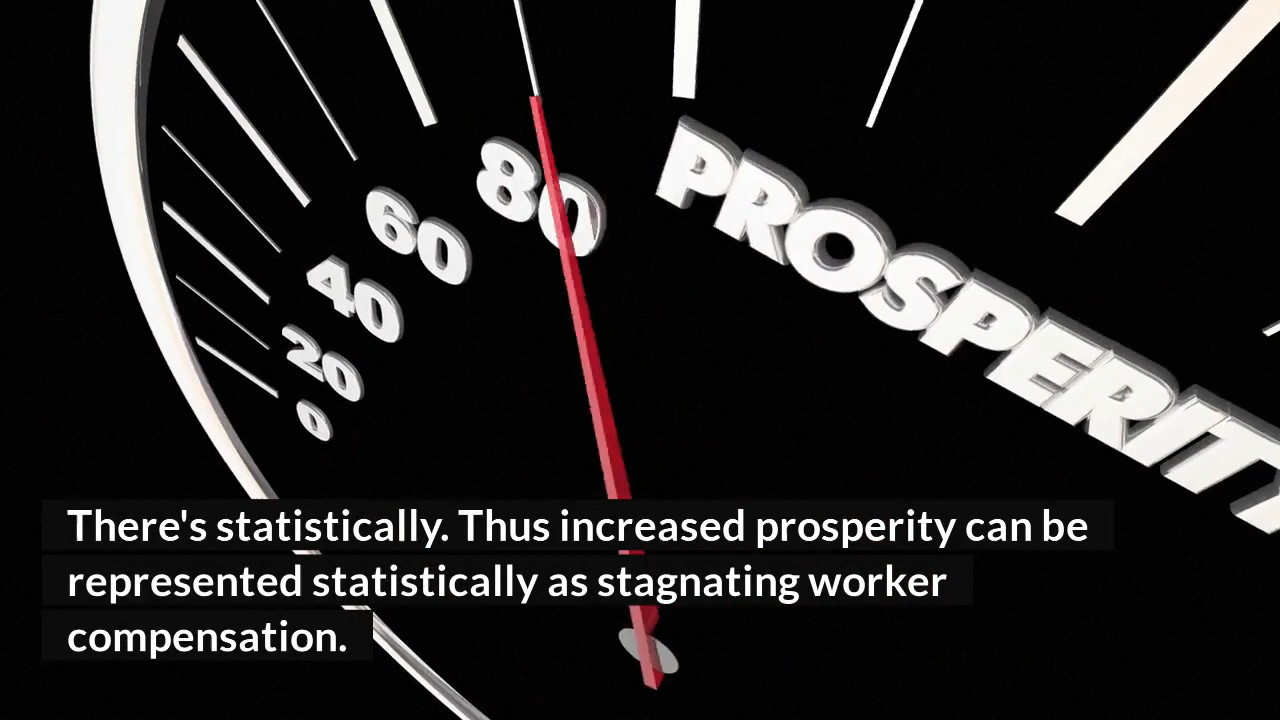 80
60
40
20
0
PROSPERITY
There's statistically. Thus increased prosperity can be
represented statistically as stagnating worker
compensation.